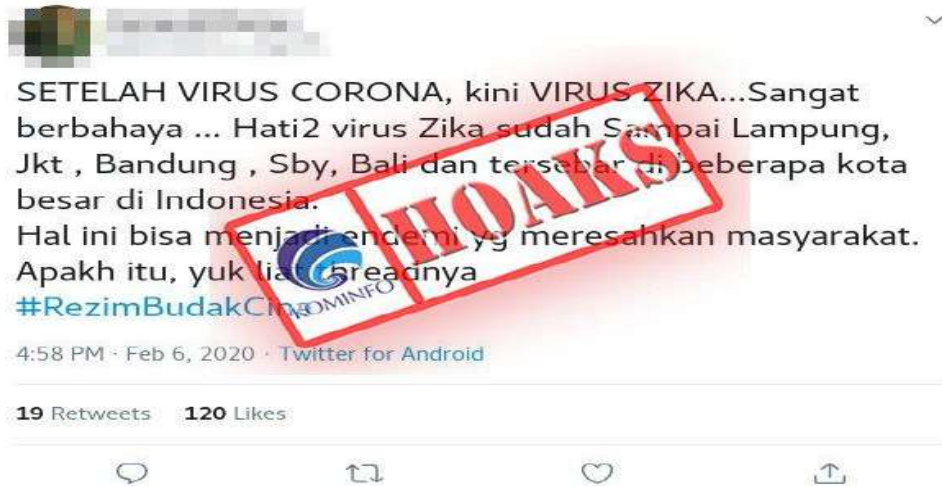 SETELAH VIRUS CORONA, kini VIRUS ZIKA...Sangat
berbahaya ... Hati2 virus Zika sudah Sampai Lampung,
Jkt , Bandung , Sby, Bali dan tersebar di beberapa kota
besar di Indonesia.
Hal ini bisa menjadi endemi yg meresahkan masyarakat.
Apakh itu, yuk liat threadnya
#RezimBudakCina
HOAKS
KOMINFO
4:58 PM · Feb 6, 2020 · Twitter for Android
19 Retweets 120 Likes